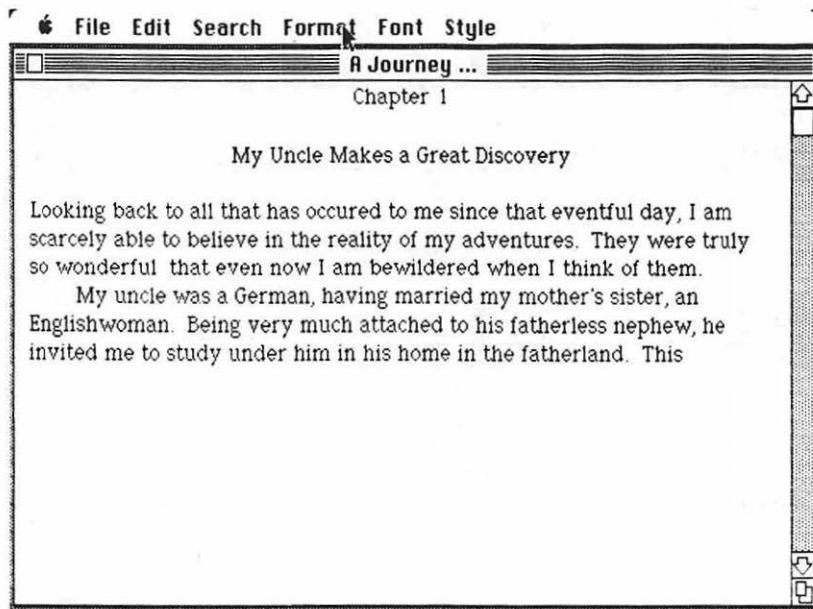 File Edit Search Format Font Style
A Journey ...
Chapter 1
My Uncle Makes a Great Discovery
Looking back to all that has occured to me since that eventful day, I am
scarcely able to believe in the reality of my adventures. They were truly
so wonderful that even now I am bewildered when I think of them.
My uncle was a German, having married my mother's sister, an
Englishwoman. Being very much attached to his fatherless nephew, he
invited me to study under him in his home in the fatherland. This